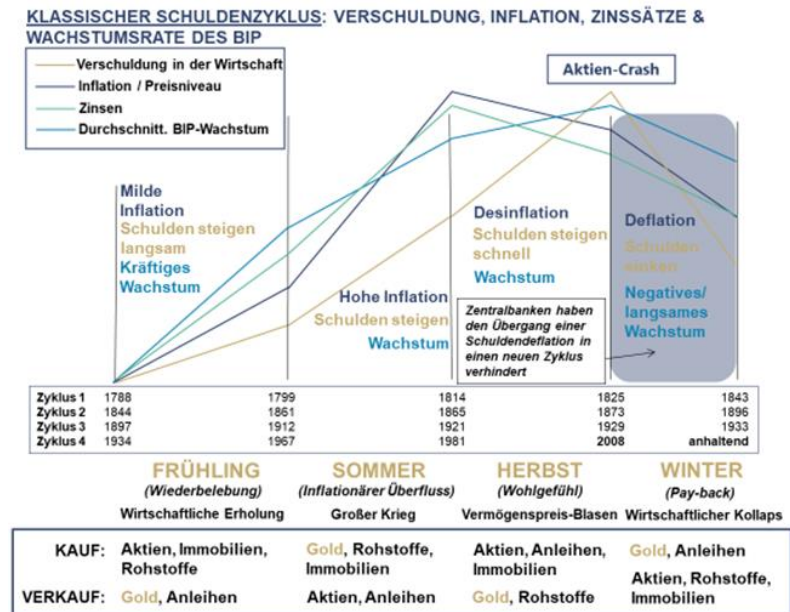 KLASSISCHER SCHULDENZYKLUS: VERSCHULDUNG, INFLATION, ZINSSÄTZE &
WACHSTUMSRATE DES BIP
Verschuldung in der Wirtschaft
Inflation / Preisniveau
Zinsen
Durchschnitt. BIP-Wachstum
Aktien-Crash
Milde
Inflation
Schulden steigen
langsam
Kräftiges
Wachstum
Hohe Inflation
Schulden steigen
Wachstum
Desinflation
Schulden steigen
schnell
Wachstum
Zentralbanken haben
den Übergang einer
Schuldendeflation in
einen neuen Zyklus
verhindert
Deflation
Schulden
sinken
Negatives/
langsames
Wachstum
Zyklus 1 1788 1799 1814 1825 1843
Zyklus 2 1844 1861 1865 1873 1896
Zyklus 3 1897 1912 1921 1929 1933
Zyklus 4 1934 1967 1981 2008 anhaltend
FRÜHLING SOMMER HERBST WINTER
(Wiederbelebung) (Inflationärer Überfluss) (Wohlgefühl) (Pay-back)
Wirtschaftliche Erholung Großer Krieg Vermögenspreis-Blasen Wirtschaftlicher Kollaps
KAUF: Aktien, Immobilien, Rohstoffe Gold, Rohstoffe, Immobilien Aktien, Anleihen, Immobilien Gold, Anleihen
VERKAUF: Gold, Anleihen Aktien, Anleihen Gold, Rohstoffe Aktien, Rohstoffe, Immobilien